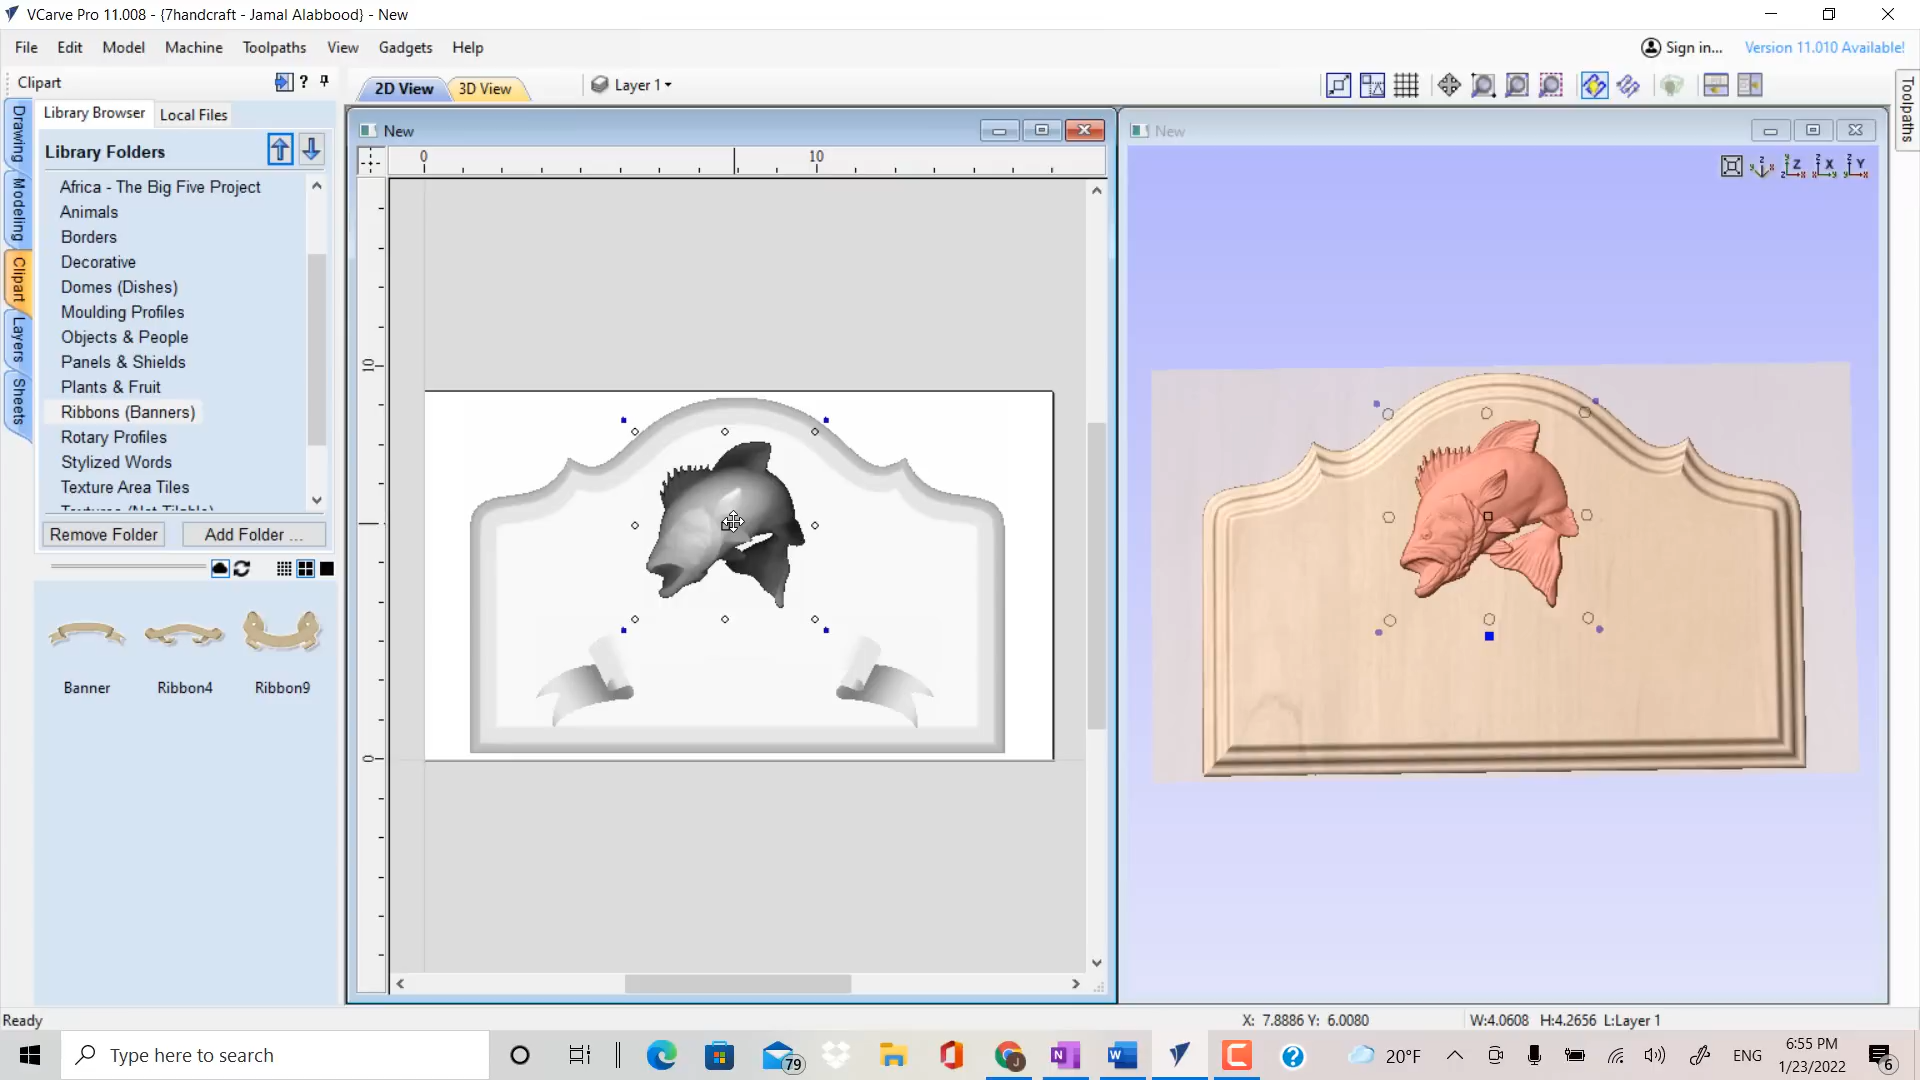 VCarve Pro 11.008 - {7handcraft - Jamal Alabbood} - New
File Edit Model Machine Toolpaths View Gadgets Help
Sign in... Version 11.010 Available!
Clipart ?
2D View 3D View Layer 1
Toolpaths
Drawing
Modeling
Clipart
Layers
Sheets
Library Browser Local Files
Library Folders
Africa - The Big Five Project
Animals
Borders
Decorative
Domes (Dishes)
Moulding Profiles
Objects & People
Panels & Shields
Plants & Fruit
Ribbons (Banners)
Rotary Profiles
Stylized Words
Texture Area Tiles
Remove Folder Add Folder ...
Banner Ribbon4 Ribbon9
New
0 10
10
0
New
Ready
X: 7.8886 Y: 6.0080 W:4.0608 H:4.2656 L:Layer 1
Type here to search
79
20°F
ENG
6:55 PM
1/23/2022
6